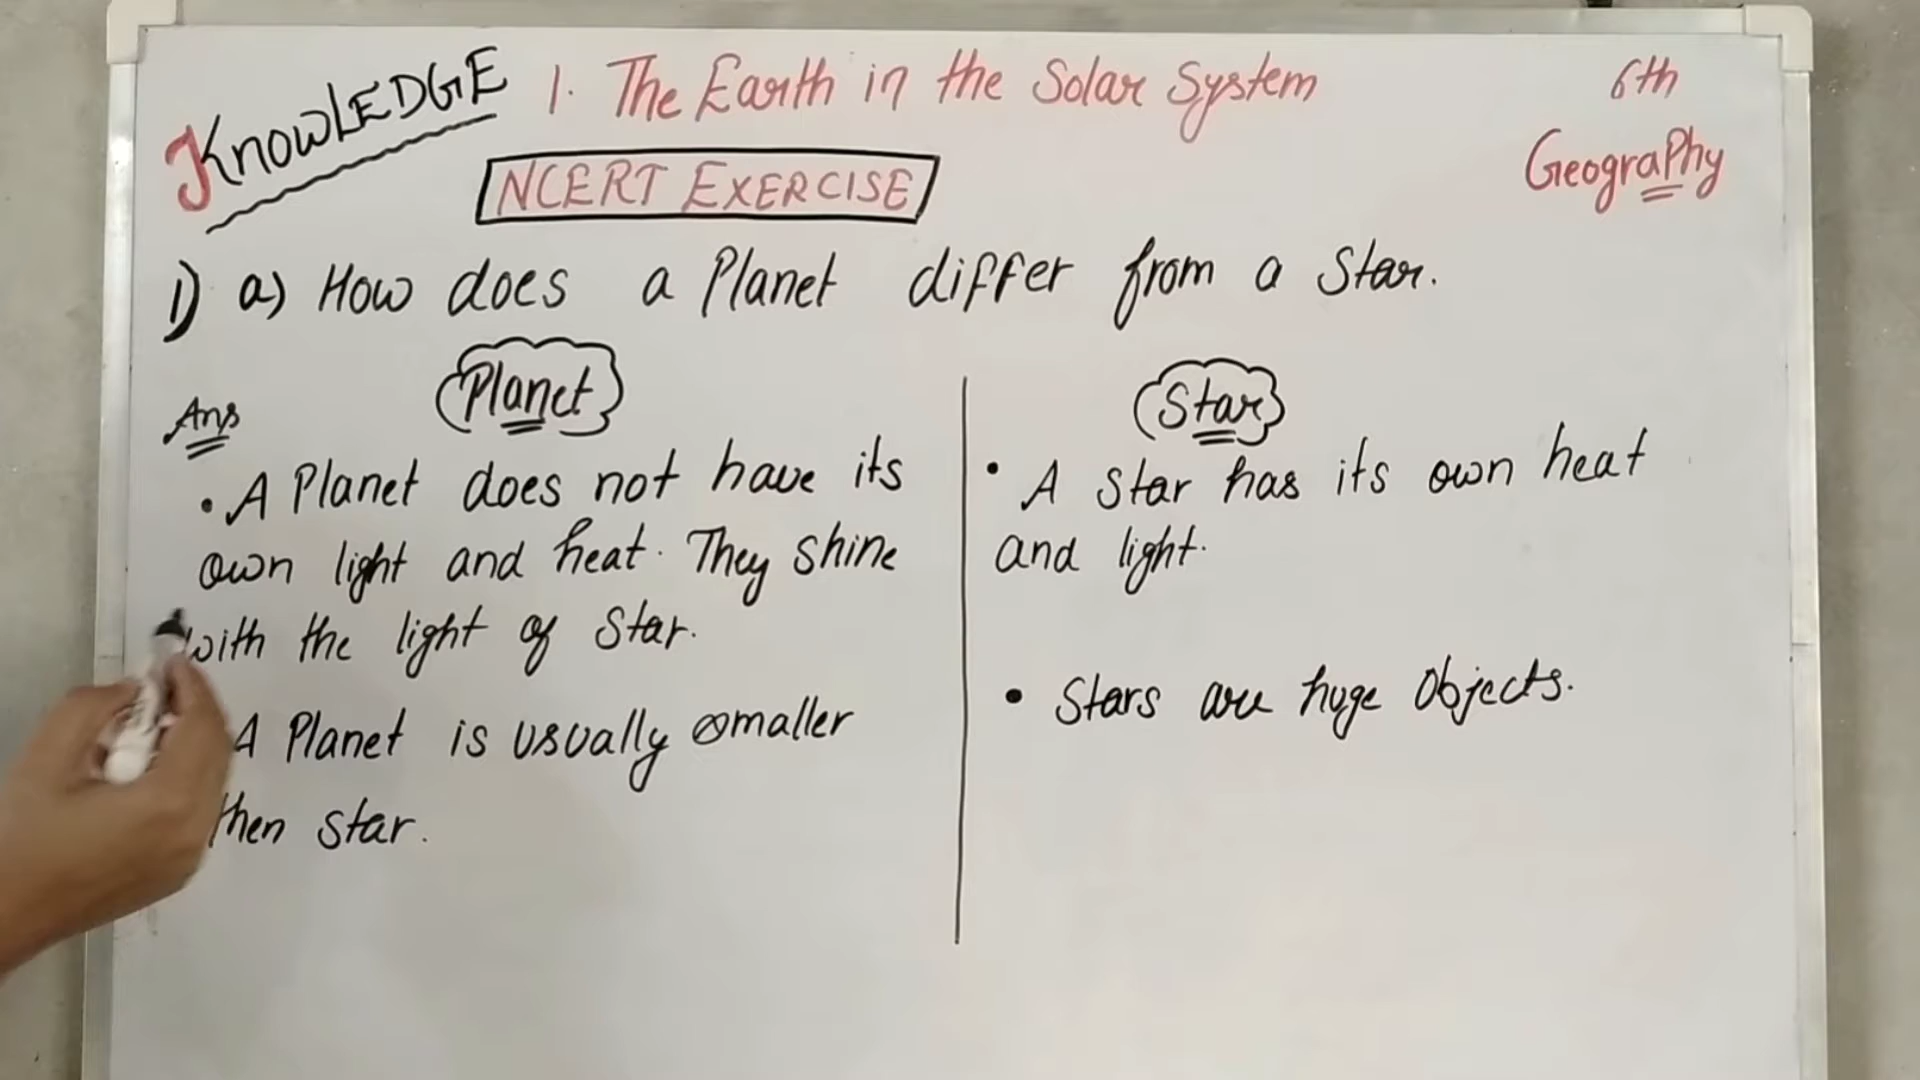 KnowLEDGE
1. The Earth in the Solar System
6th
Geography
NCERT EXERCISE
1) a) How does a Planet differ from a Star.
Ans
Planet
• A Planet does not have its
own light and heat. They shine
with the light of Star.
A Planet is usually smaller
then star.
Star
• A Star has its own heat
and light.
• Stars are huge Objects.